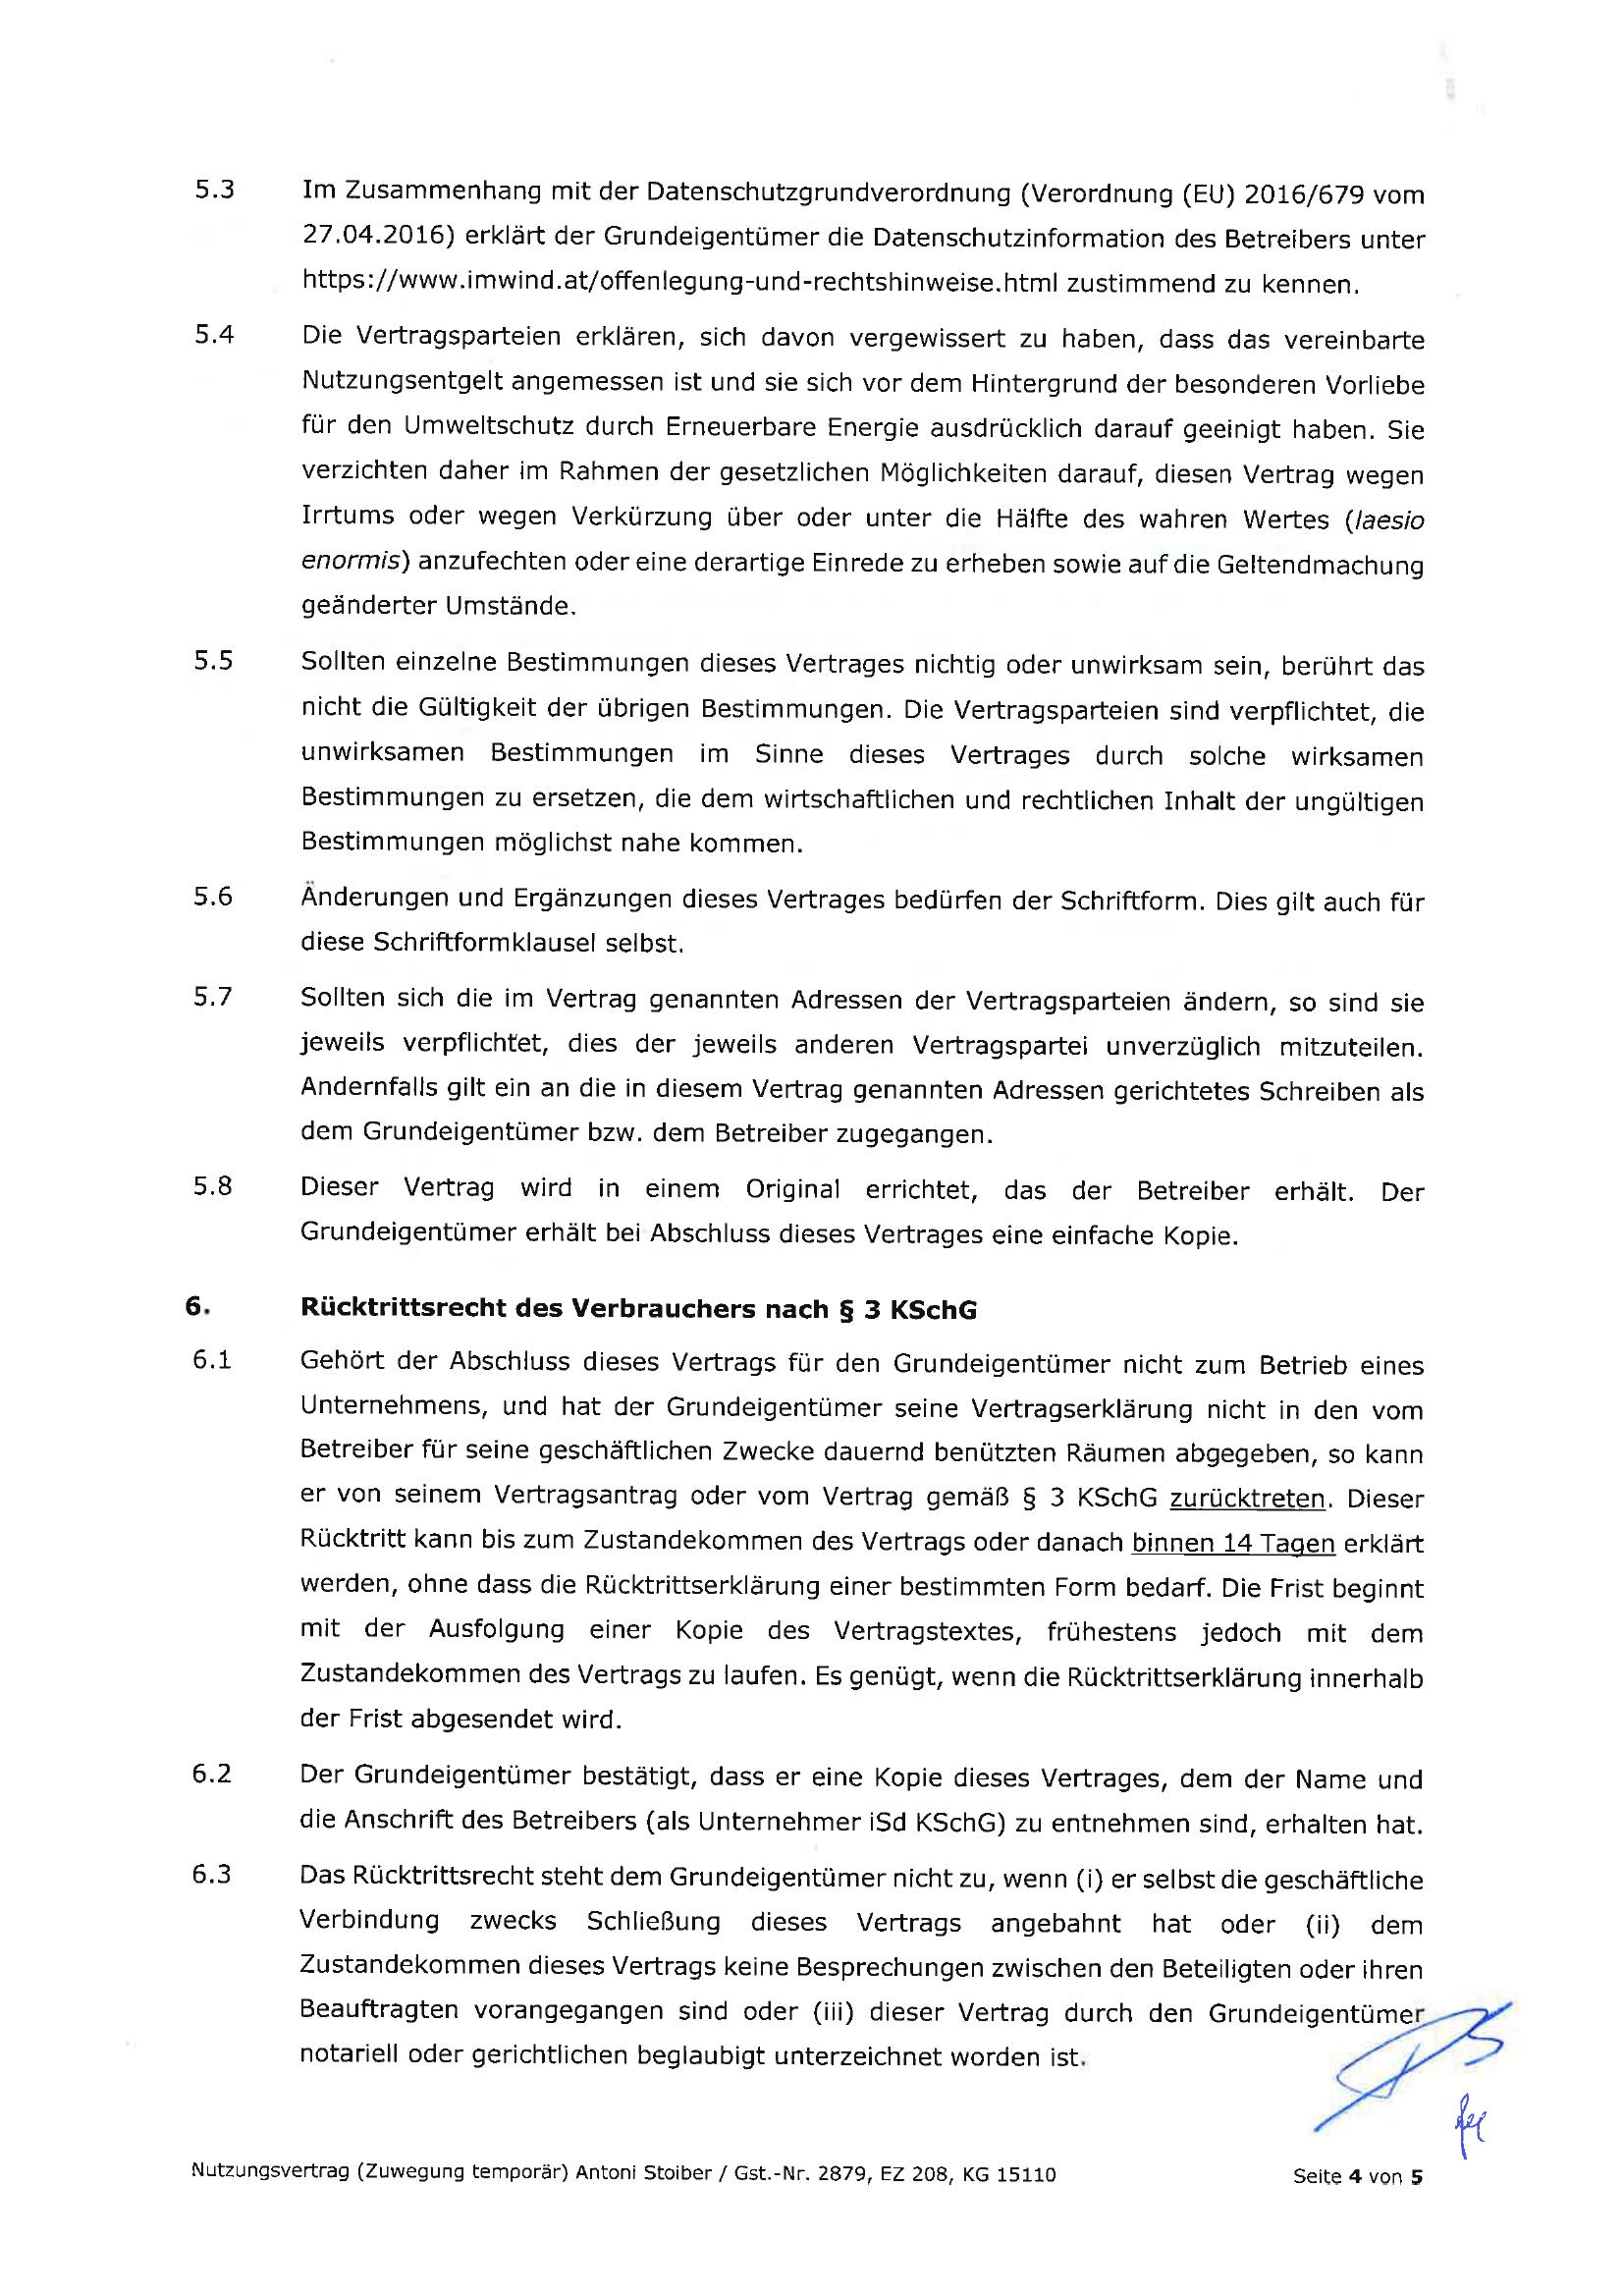 5.3 Im Zusammenhang mit der Datenschutzgrundverordnung (Verordnung (EU) 2016/679 vom
27.04.2016) erklärt der Grundeigentümer die Datenschutzinformation des Betreibers unter
https://www.imwind.at/offenlegung-und-rechtshinweise.html zustimmend zu kennen.
5.4 Die Vertragsparteien erklären, sich davon vergewissert zu haben, dass das vereinbarte
Nutzungsentgelt angemessen ist und sie sich vor dem Hintergrund der besonderen Vorliebe
für den Umweltschutz durch Erneuerbare Energie ausdrücklich darauf geeinigt haben. Sie
verzichten daher im Rahmen der gesetzlichen Möglichkeiten darauf, diesen Vertrag wegen
Irrtums oder wegen Verkürzung über oder unter die Hälfte des wahren Wertes (laesio
enormis) anzufechten oder eine derartige Einrede zu erheben sowie auf die Geltendmachung
geänderter Umstände.
5.5 Sollten einzelne Bestimmungen dieses Vertrages nichtig oder unwirksam sein, berührt das
nicht die Gültigkeit der übrigen Bestimmungen. Die Vertragsparteien sind verpflichtet, die
unwirksamen Bestimmungen im Sinne dieses Vertrages durch solche wirksamen
Bestimmungen zu ersetzen, die dem wirtschaftlichen und rechtlichen Inhalt der ungültigen
Bestimmungen möglichst nahe kommen.
5.6 Änderungen und Ergänzungen dieses Vertrages bedürfen der Schriftform. Dies gilt auch für
diese Schriftformklausel selbst.
5.7 Sollten sich die im Vertrag genannten Adressen der Vertragsparteien ändern, so sind sie
jeweils verpflichtet, dies der jeweils anderen Vertragspartei unverzüglich mitzuteilen.
Andernfalls gilt ein an die in diesem Vertrag genannten Adressen gerichtetes Schreiben als
dem Grundeigentümer bzw. dem Betreiber zugegangen.
5.8 Dieser Vertrag wird in einem Original errichtet, das der Betreiber erhält. Der
Grundeigentümer erhält bei Abschluss dieses Vertrages eine einfache Kopie.
6. Rücktrittsrecht des Verbrauchers nach § 3 KSchG
6.1 Gehört der Abschluss dieses Vertrags für den Grundeigentümer nicht zum Betrieb eines
Unternehmens, und hat der Grundeigentümer seine Vertragserklärung nicht in den vom
Betreiber für seine geschäftlichen Zwecke dauernd benützten Räumen abgegeben, so kann
er von seinem Vertragsantrag oder vom Vertrag gemäß § 3 KSchG zurücktreten. Dieser
Rücktritt kann bis zum Zustandekommen des Vertrags oder danach binnen 14 Tagen erklärt
werden, ohne dass die Rücktrittserklärung einer bestimmten Form bedarf. Die Frist beginnt
mit der Ausfolgung einer Kopie des Vertragstextes, frühestens jedoch mit dem
Zustandekommen des Vertrags zu laufen. Es genügt, wenn die Rücktrittserklärung innerhalb
der Frist abgesendet wird.
6.2 Der Grundeigentümer bestätigt, dass er eine Kopie dieses Vertrages, dem der Name und
die Anschrift des Betreibers (als Unternehmer iSd KSchG) zu entnehmen sind, erhalten hat.
6.3 Das Rücktrittsrecht steht dem Grundeigentümer nicht zu, wenn (i) er selbst die geschäftliche
Verbindung zwecks Schließung dieses Vertrags angebahnt hat oder (ii) dem
Zustandekommen dieses Vertrags keine Besprechungen zwischen den Beteiligten oder ihren
Beauftragten vorangegangen sind oder (iii) dieser Vertrag durch den Grundeigentümer
notariell oder gerichtlichen beglaubigt unterzeichnet worden ist.
Nutzungsvertrag (Zuwegung temporär) Antoni Stoiber / Gst.-Nr. 2879, EZ 208, KG 15110 Seite 4 von 5